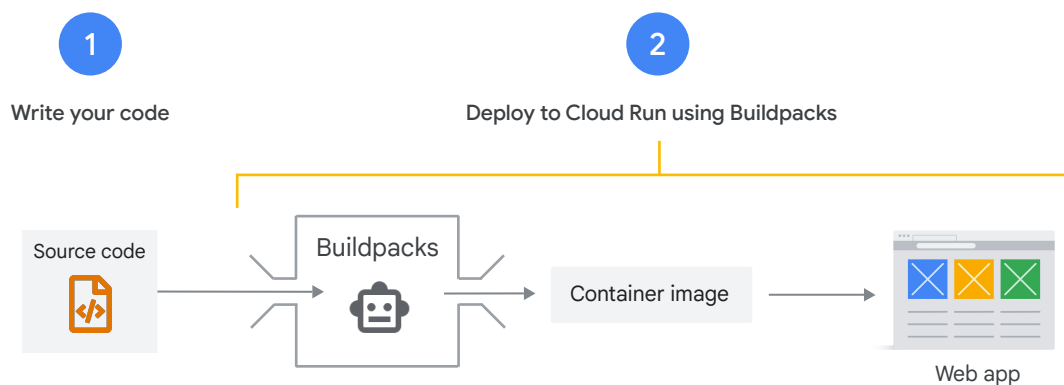 1
2
Write your code
Deploy to Cloud Run using Buildpacks
Source code
</>
Buildpacks
Container image
Web app